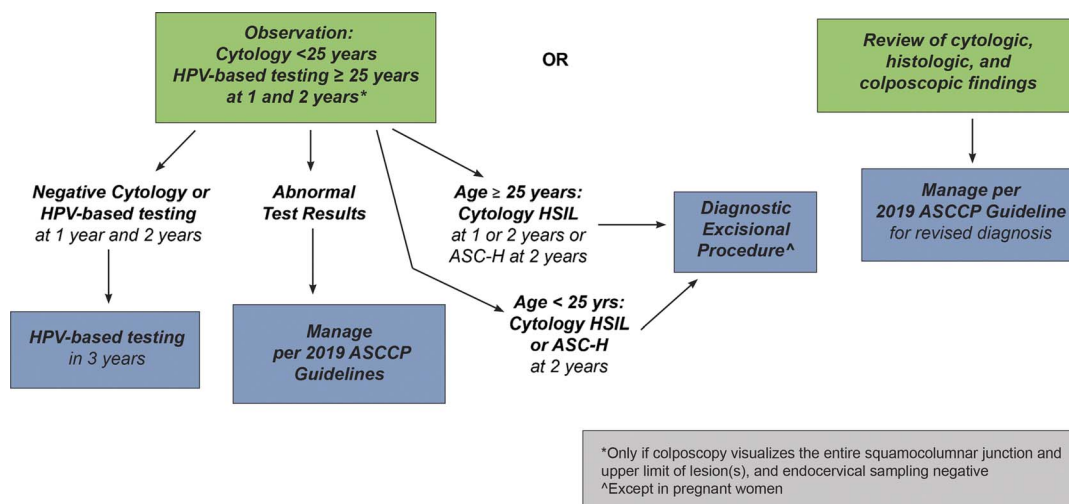 Observation:
Cytology <25 years
HPV-based testing ≥ 25 years
at 1 and 2 years*
OR
Review of cytologic,
histologic, and
colposcopic findings
Negative Cytology or
HPV-based testing
at 1 year and 2 years
Abnormal
Test Results
Age ≥ 25 years:
Cytology HSIL
at 1 or 2 years or
ASC-H at 2 years
Diagnostic
Excisional
Procedure^
Manage per
2019 ASCCP Guideline
for revised diagnosis
Age < 25 yrs:
Cytology HSIL
or ASC-H
at 2 years
HPV-based testing
in 3 years
Manage
per 2019 ASCCP
Guidelines
*Only if colposcopy visualizes the entire squamocolumnar junction and
upper limit of lesion(s), and endocervical sampling negative
^Except in pregnant women